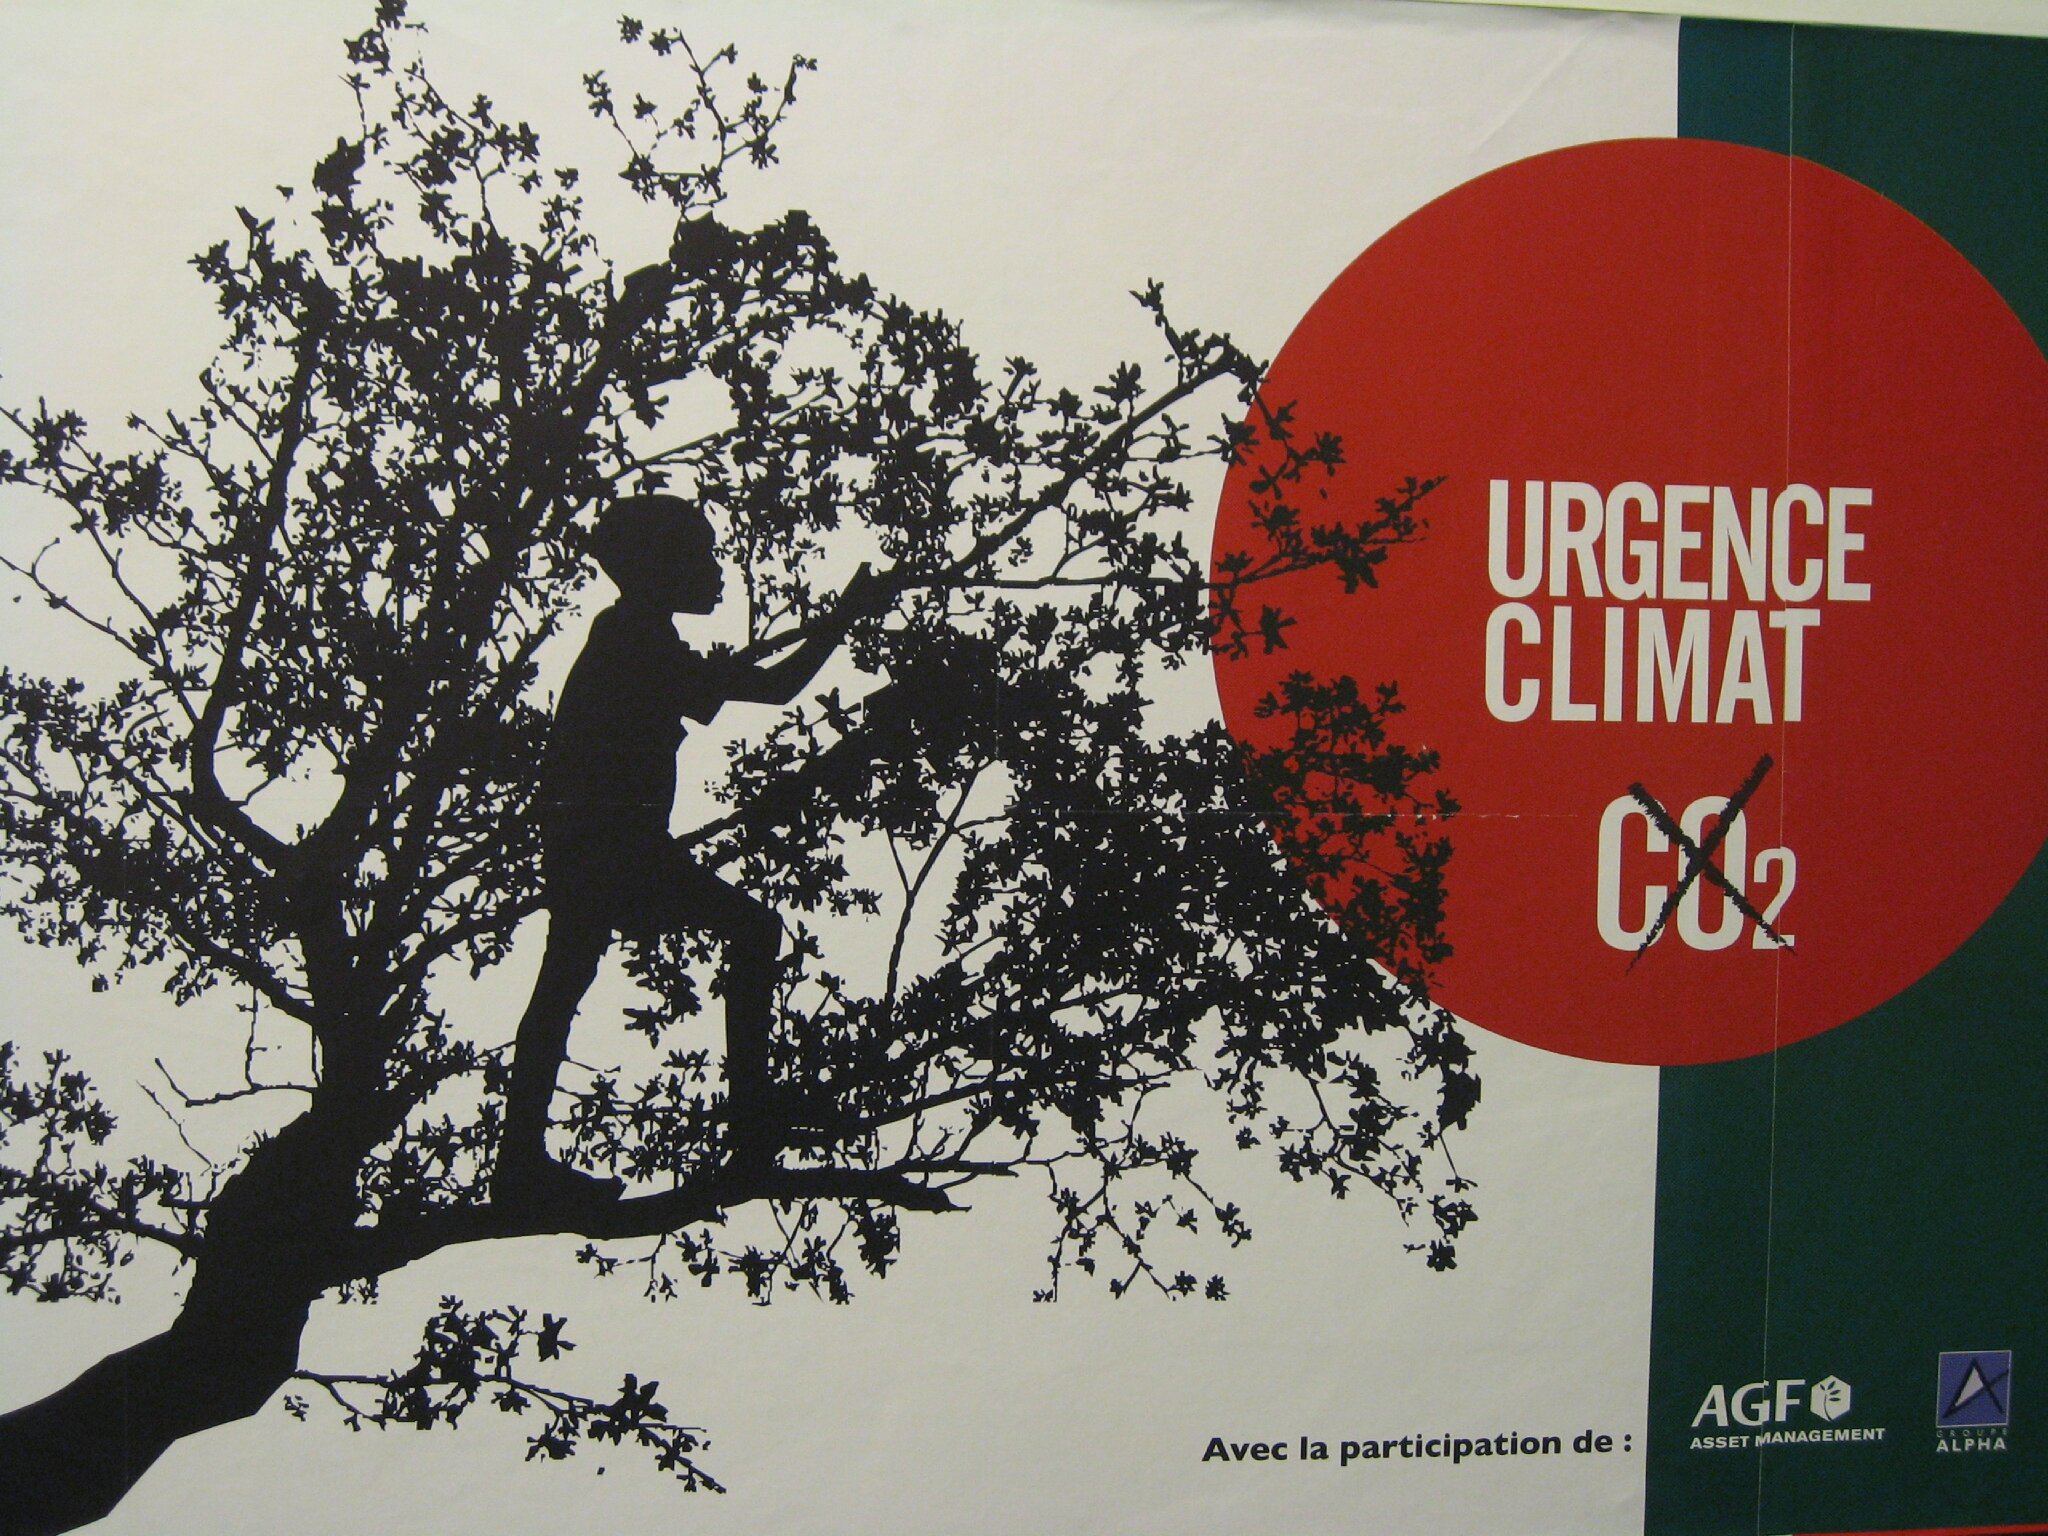 URGENCE
CLIMAT
CO2
Avec la participation de :
AGF
ASSET MANAGEMENT
GROUPE
ALPHA